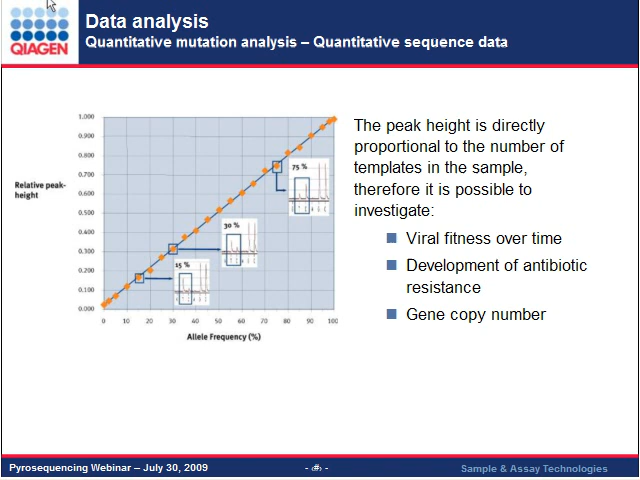 QIAGEN
Data analysis
Quantitative mutation analysis – Quantitative sequence data
The peak height is directly
proportional to the number of
templates in the sample,
therefore it is possible to
investigate:
Viral fitness over time
Development of antibiotic
resistance
Gene copy number
Relative peak-
height
1.000
0.900
0.800
0.700
0.600
0.500
0.400
0.300
0.200
0.100
0.000
75 %
30 %
15 %
0 10 20 30 40 50 60 70 80 90 100
Allele Frequency (%)
Pyrosequencing Webinar – July 30, 2009
- ‹#› -
Sample & Assay Technologies